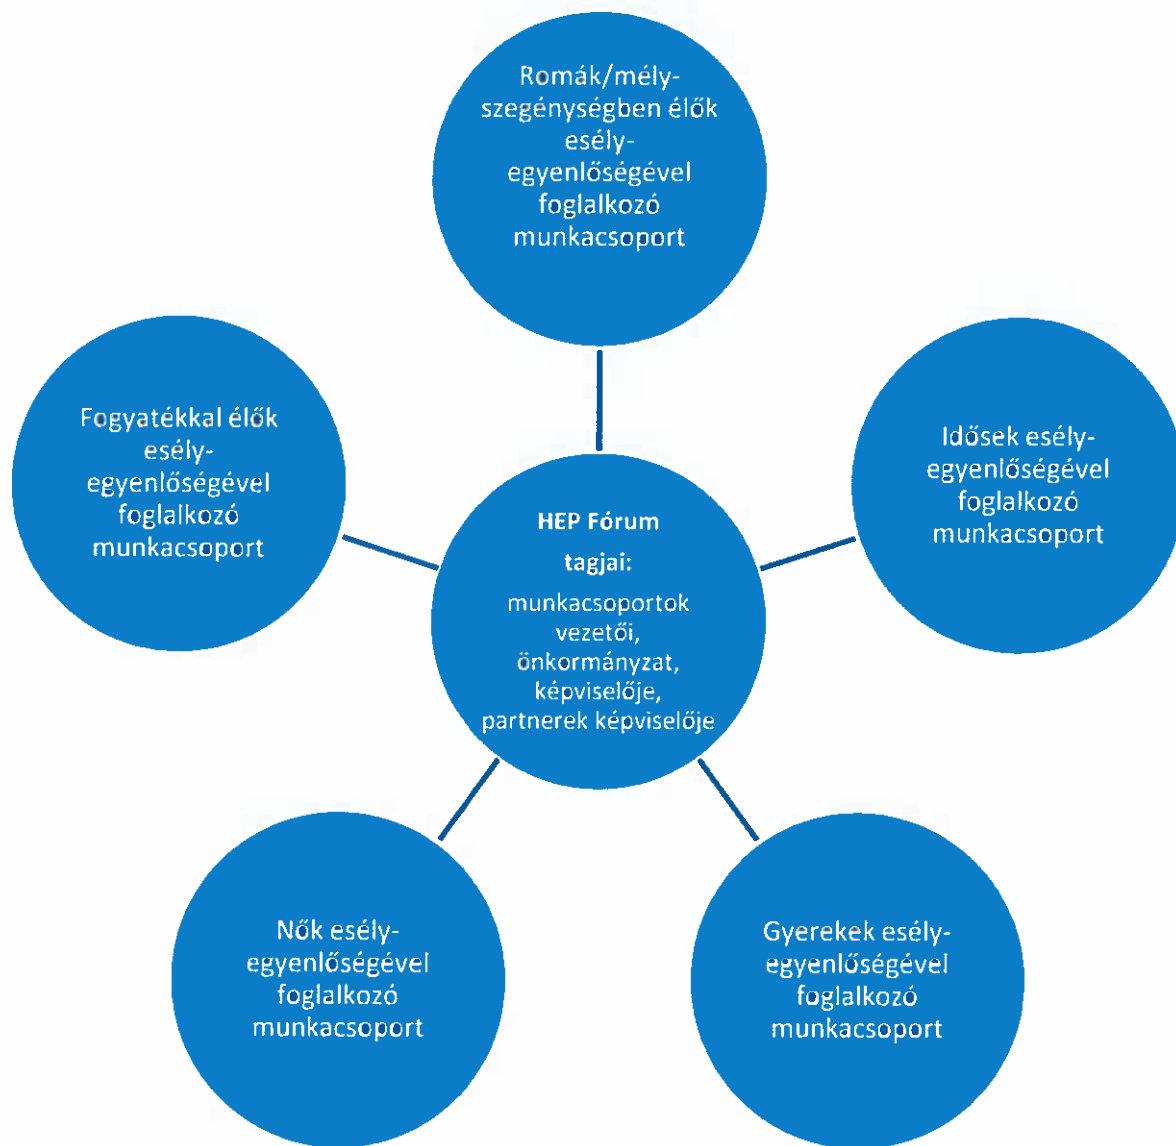 Romák/mély-
szegénységben élők
esély-
egyenlőségével
foglalkozó
munkacsoport
Fogyatékkal élők
esély-
egyenlőségével
foglalkozó
munkacsoport
Idősek esély-
egyenlőségével
foglalkozó
munkacsoport
HEP Fórum
tagjai:
munkacsoportok
vezetői,
önkormányzat,
képviselője,
partnerek képviselője
Nők esély-
egyenlőségével
foglalkozó
munkacsoport
Gyerekek esély-
egyenlőségével
foglalkozó
munkacsoport